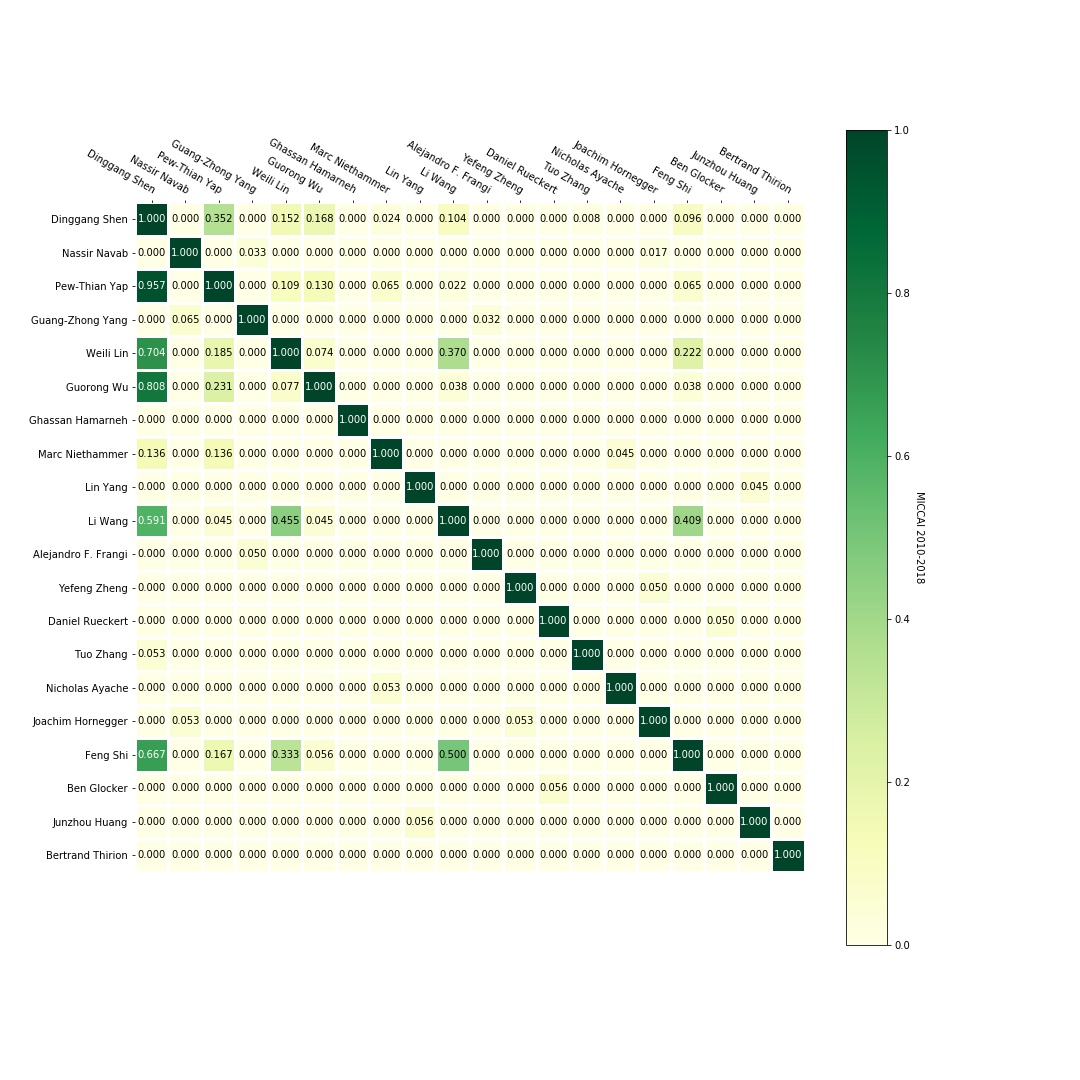 Dinggang Shen
Nassir Navab
Pew-Thian Yap
Guang-Zhong Yang
Weili Lin
Guorong Wu
Ghassan Hamarneh
Marc Niethammer
Lin Yang
Li Wang
Alejandro F. Frangi
Yefeng Zheng
Daniel Rueckert
Tuo Zhang
Nicholas Ayache
Joachim Hornegger
Feng Shi
Ben Glocker
Junzhou Huang
Bertrand Thirion
Dinggang Shen 1.000 0.000 0.352 0.000 0.152 0.168 0.000 0.024 0.000 0.104 0.000 0.000 0.000 0.008 0.000 0.000 0.096 0.000 0.000 0.000
Nassir Navab 0.000 1.000 0.000 0.033 0.000 0.000 0.000 0.000 0.000 0.000 0.000 0.000 0.000 0.000 0.000 0.017 0.000 0.000 0.000 0.000
Pew-Thian Yap 0.957 0.000 1.000 0.000 0.109 0.130 0.000 0.065 0.000 0.022 0.000 0.000 0.000 0.000 0.000 0.000 0.065 0.000 0.000 0.000
Guang-Zhong Yang 0.000 0.065 0.000 1.000 0.000 0.000 0.000 0.000 0.000 0.000 0.032 0.000 0.000 0.000 0.000 0.000 0.000 0.000 0.000 0.000
Weili Lin 0.704 0.000 0.185 0.000 1.000 0.074 0.000 0.000 0.000 0.370 0.000 0.000 0.000 0.000 0.000 0.000 0.222 0.000 0.000 0.000
Guorong Wu 0.808 0.000 0.231 0.000 0.077 1.000 0.000 0.000 0.000 0.038 0.000 0.000 0.000 0.000 0.000 0.000 0.038 0.000 0.000 0.000
Ghassan Hamarneh 0.000 0.000 0.000 0.000 0.000 0.000 1.000 0.000 0.000 0.000 0.000 0.000 0.000 0.000 0.000 0.000 0.000 0.000 0.000 0.000
Marc Niethammer 0.136 0.000 0.136 0.000 0.000 0.000 0.000 1.000 0.000 0.000 0.000 0.000 0.000 0.000 0.045 0.000 0.000 0.000 0.000 0.000
Lin Yang 0.000 0.000 0.000 0.000 0.000 0.000 0.000 0.000 1.000 0.000 0.000 0.000 0.000 0.000 0.000 0.000 0.000 0.000 0.045 0.000
Li Wang 0.591 0.000 0.045 0.000 0.455 0.045 0.000 0.000 0.000 1.000 0.000 0.000 0.000 0.000 0.000 0.000 0.409 0.000 0.000 0.000
Alejandro F. Frangi 0.000 0.000 0.000 0.050 0.000 0.000 0.000 0.000 0.000 0.000 1.000 0.000 0.000 0.000 0.000 0.000 0.000 0.000 0.000 0.000
Yefeng Zheng 0.000 0.000 0.000 0.000 0.000 0.000 0.000 0.000 0.000 0.000 0.000 1.000 0.000 0.000 0.000 0.050 0.000 0.000 0.000 0.000
Daniel Rueckert 0.000 0.000 0.000 0.000 0.000 0.000 0.000 0.000 0.000 0.000 0.000 0.000 1.000 0.000 0.000 0.000 0.000 0.050 0.000 0.000
Tuo Zhang 0.053 0.000 0.000 0.000 0.000 0.000 0.000 0.000 0.000 0.000 0.000 0.000 0.000 1.000 0.000 0.000 0.000 0.000 0.000 0.000
Nicholas Ayache 0.000 0.000 0.000 0.000 0.000 0.000 0.000 0.053 0.000 0.000 0.000 0.000 0.000 0.000 1.000 0.000 0.000 0.000 0.000 0.000
Joachim Hornegger 0.000 0.053 0.000 0.000 0.000 0.000 0.000 0.000 0.000 0.000 0.000 0.053 0.000 0.000 0.000 1.000 0.000 0.000 0.000 0.000
Feng Shi 0.667 0.000 0.167 0.000 0.333 0.056 0.000 0.000 0.000 0.500 0.000 0.000 0.000 0.000 0.000 0.000 1.000 0.000 0.000 0.000
Ben Glocker 0.000 0.000 0.000 0.000 0.000 0.000 0.000 0.000 0.000 0.000 0.000 0.000 0.056 0.000 0.000 0.000 0.000 1.000 0.000 0.000
Junzhou Huang 0.000 0.000 0.000 0.000 0.000 0.000 0.000 0.000 0.056 0.000 0.000 0.000 0.000 0.000 0.000 0.000 0.000 0.000 1.000 0.000
Bertrand Thirion 0.000 0.000 0.000 0.000 0.000 0.000 0.000 0.000 0.000 0.000 0.000 0.000 0.000 0.000 0.000 0.000 0.000 0.000 0.000 1.000
1.0
0.8
0.6
0.4
0.2
0.0
MICCAI 2010-2018